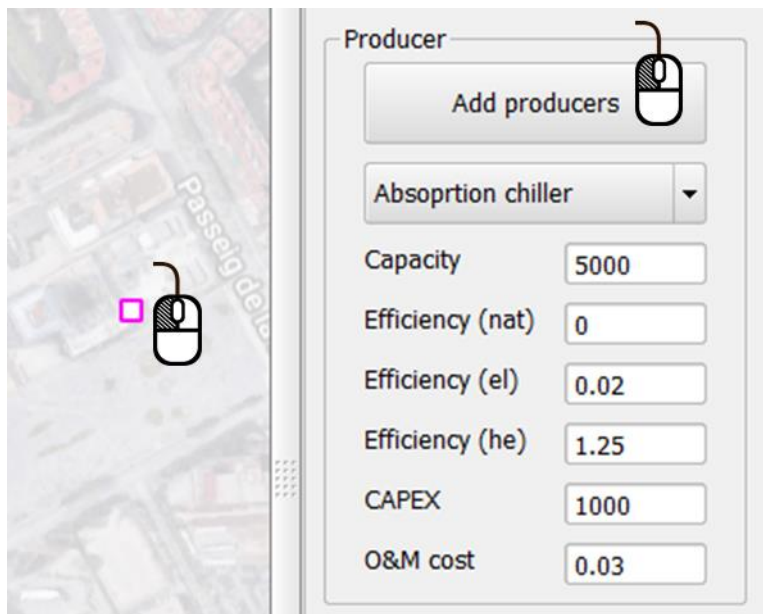 Producer
Add producers
Absoprtion chiller
Capacity 5000
Efficiency (nat) 0
Efficiency (el) 0.02
Efficiency (he) 1.25
CAPEX 1000
O&M cost 0.03
Passeig de la